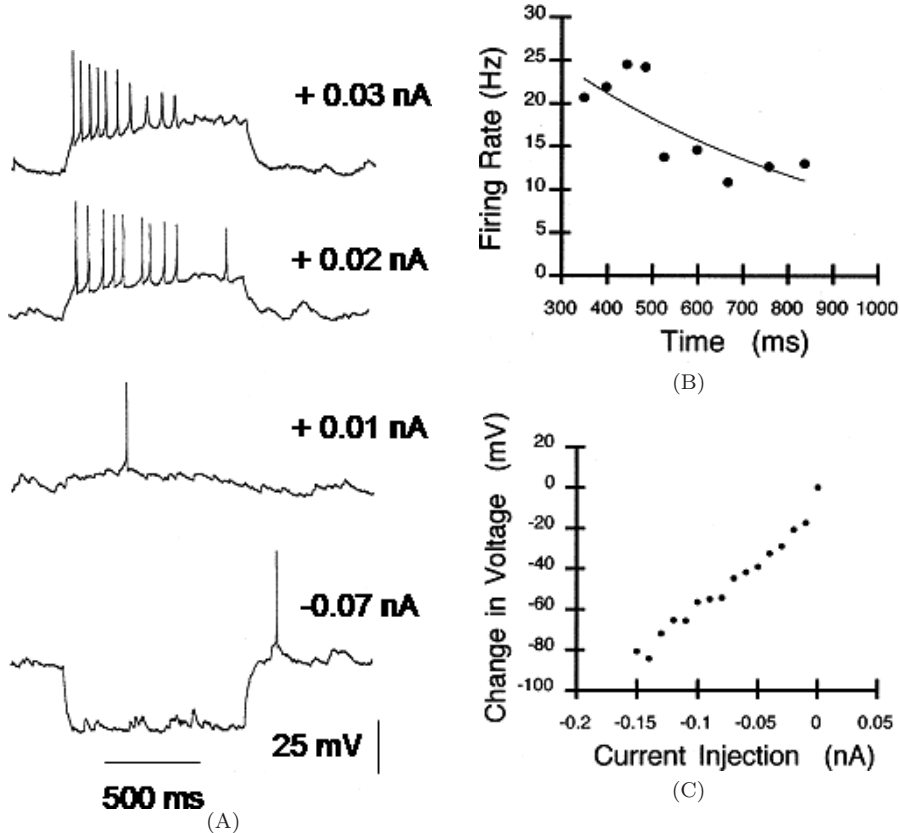 + 0.03 nA
+ 0.02 nA
+ 0.01 nA
-0.07 nA
25 mV
500 ms
(A)
Firing Rate (Hz)
30
25
20
15
10
5
0
300 400 500 600 700 800 900 1000
Time (ms)
(B)
Change in Voltage (mV)
20
0
-20
-40
-60
-80
-100
-0.2 -0.15 -0.1 -0.05 0 0.05
Current Injection (nA)
(C)